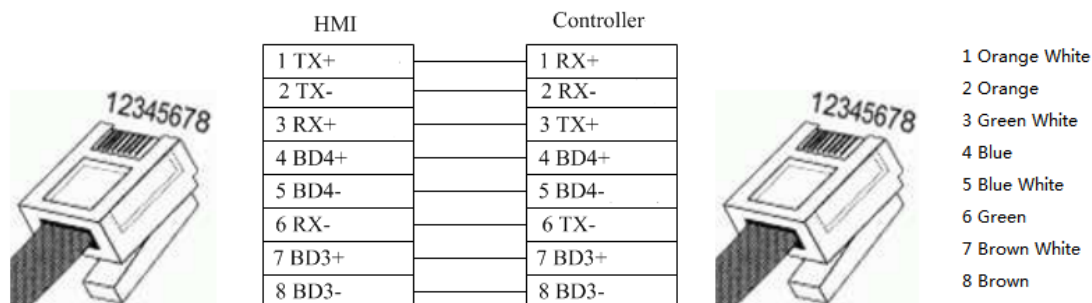 HMI Controller
12345678
1 TX+ 1 RX+
2 TX- 2 RX-
3 RX+ 3 TX+
4 BD4+ 4 BD4+
5 BD4- 5 BD4-
6 RX- 6 TX-
7 BD3+ 7 BD3+
8 BD3- 8 BD3-
12345678
1 Orange White
2 Orange
3 Green White
4 Blue
5 Blue White
6 Green
7 Brown White
8 Brown